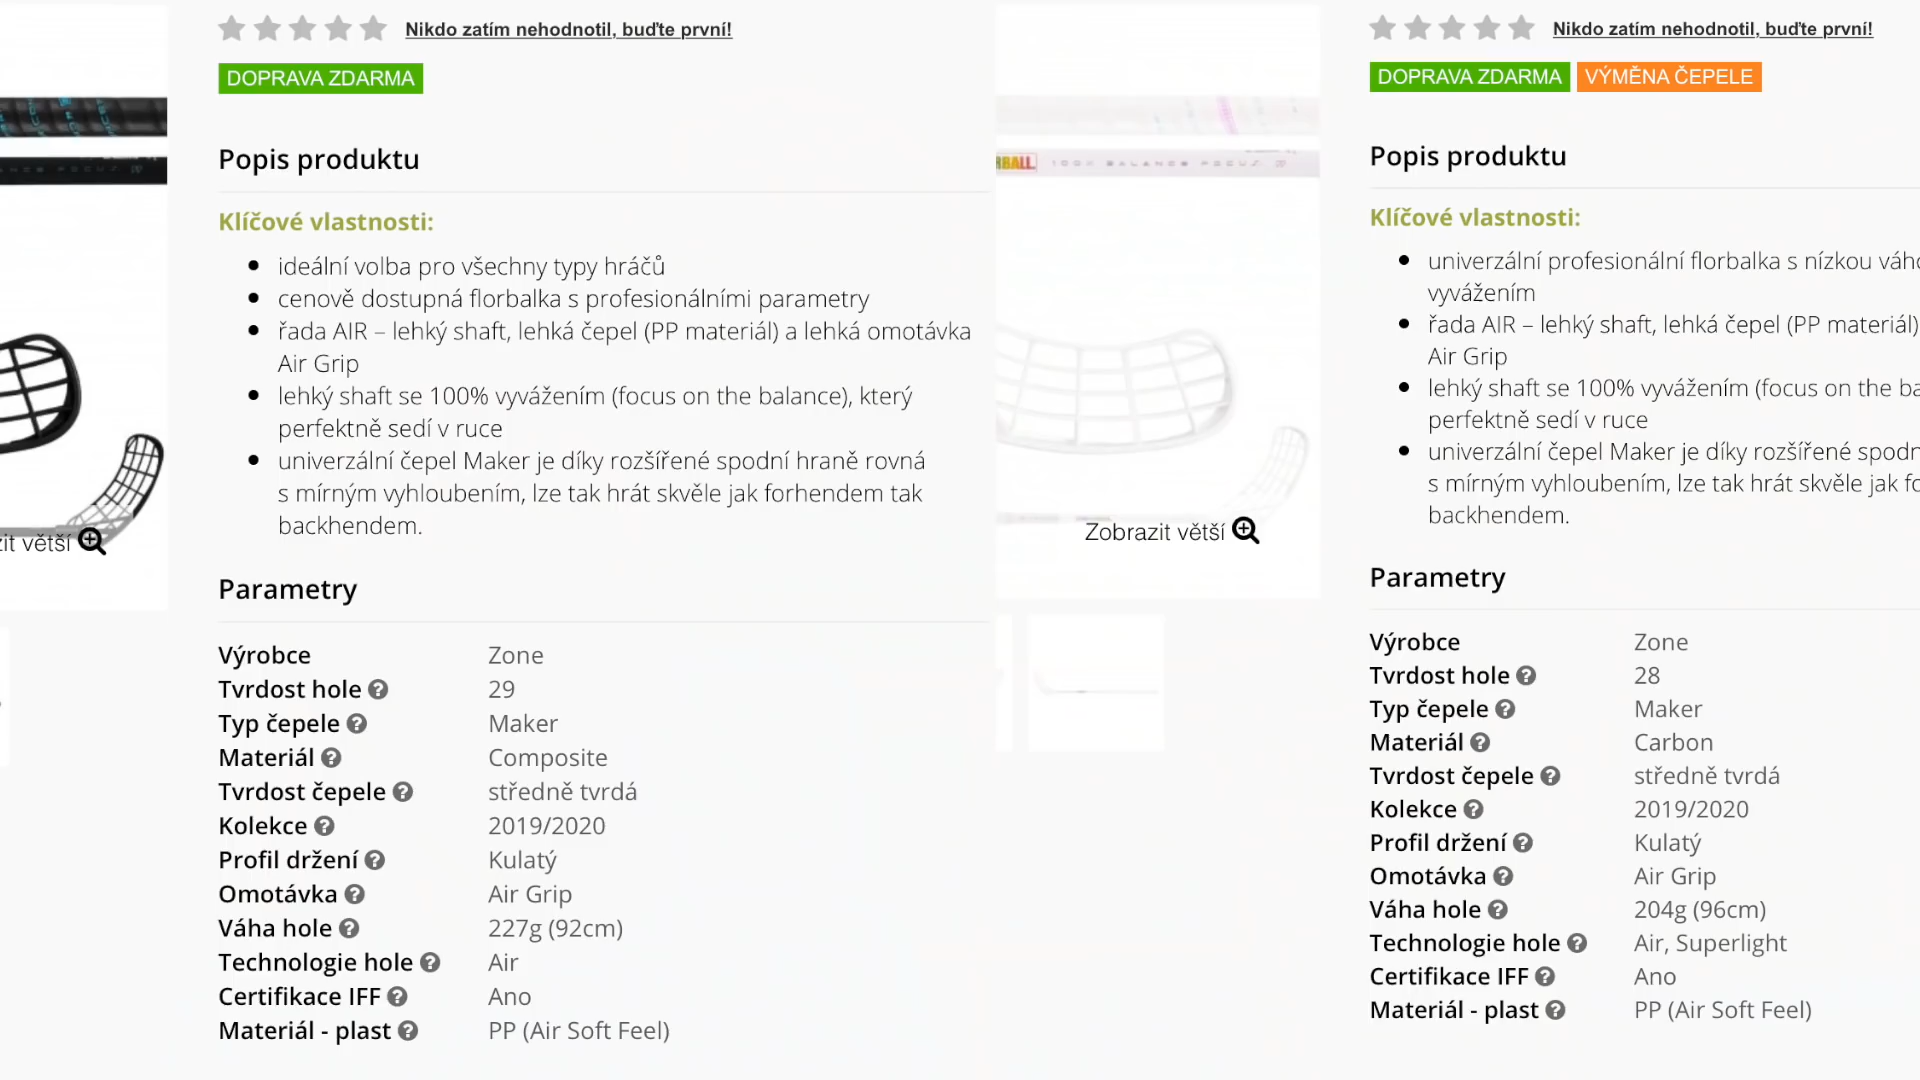 Nikdo zatím nehodnotil, buďte první!
DOPRAVA ZDARMA
Popis produktu
Klíčové vlastnosti:
ideální volba pro všechny typy hráčů
cenově dostupná florbalka s profesionálními parametry
řada AIR – lehký shaft, lehká čepel (PP materiál) a lehká omotávka
Air Grip
lehký shaft se 100% vyvážením (focus on the balance), který
perfektně sedí v ruce
univerzální čepel Maker je díky rozšířené spodní hraně rovná
s mírným vyhloubením, lze tak hrát skvěle jak forhendem tak
backhendem.
it větší
Parametry
Výrobce Zone
Tvrdost hole 29
Typ čepele Maker
Materiál Composite
Tvrdost čepele středně tvrdá
Kolekce 2019/2020
Profil držení Kulatý
Omotávka Air Grip
Váha hole 227g (92cm)
Technologie hole Air
Certifikace IFF Ano
Materiál - plast PP (Air Soft Feel)
RBALL 100% BALANCE FOCUS
Zobrazit větší
Nikdo zatím nehodnotil, buďte první!
DOPRAVA ZDARMA VÝMĚNA ČEPELE
Popis produktu
Klíčové vlastnosti:
univerzální profesionální florbalka s nízkou váho
vyvážením
řada AIR – lehký shaft, lehká čepel (PP materiál)
Air Grip
lehký shaft se 100% vyvážením (focus on the ba
perfektně sedí v ruce
univerzální čepel Maker je díky rozšířené spodn
s mírným vyhloubením, lze tak hrát skvěle jak fo
backhendem.
Parametry
Výrobce Zone
Tvrdost hole 28
Typ čepele Maker
Materiál Carbon
Tvrdost čepele středně tvrdá
Kolekce 2019/2020
Profil držení Kulatý
Omotávka Air Grip
Váha hole 204g (96cm)
Technologie hole Air, Superlight
Certifikace IFF Ano
Materiál - plast PP (Air Soft Feel)